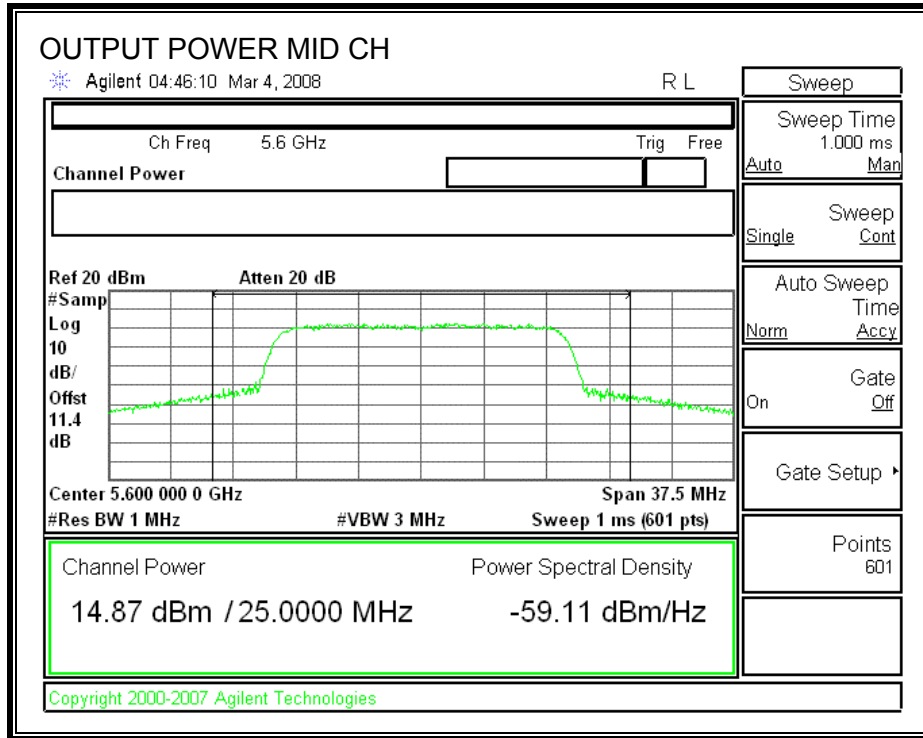 OUTPUT POWER MID CH
Agilent 04:46:10 Mar 4, 2008 R L
Ch Freq 5.6 GHz Trig Free
Channel Power
Ref 20 dBm Atten 20 dB
#Samp
Log
10
dB/
Offst
11.4
dB
Center 5.600 000 0 GHz Span 37.5 MHz
#Res BW 1 MHz #VBW 3 MHz Sweep 1 ms (601 pts)
Channel Power Power Spectral Density
14.87 dBm / 25.0000 MHz -59.11 dBm/Hz
Copyright 2000-2007 Agilent Technologies
Sweep
Sweep Time
1.000 ms
Auto Man
Sweep
Single Cont
Auto Sweep
Time
Norm Accy
Gate
On Off
Gate Setup
Points
601